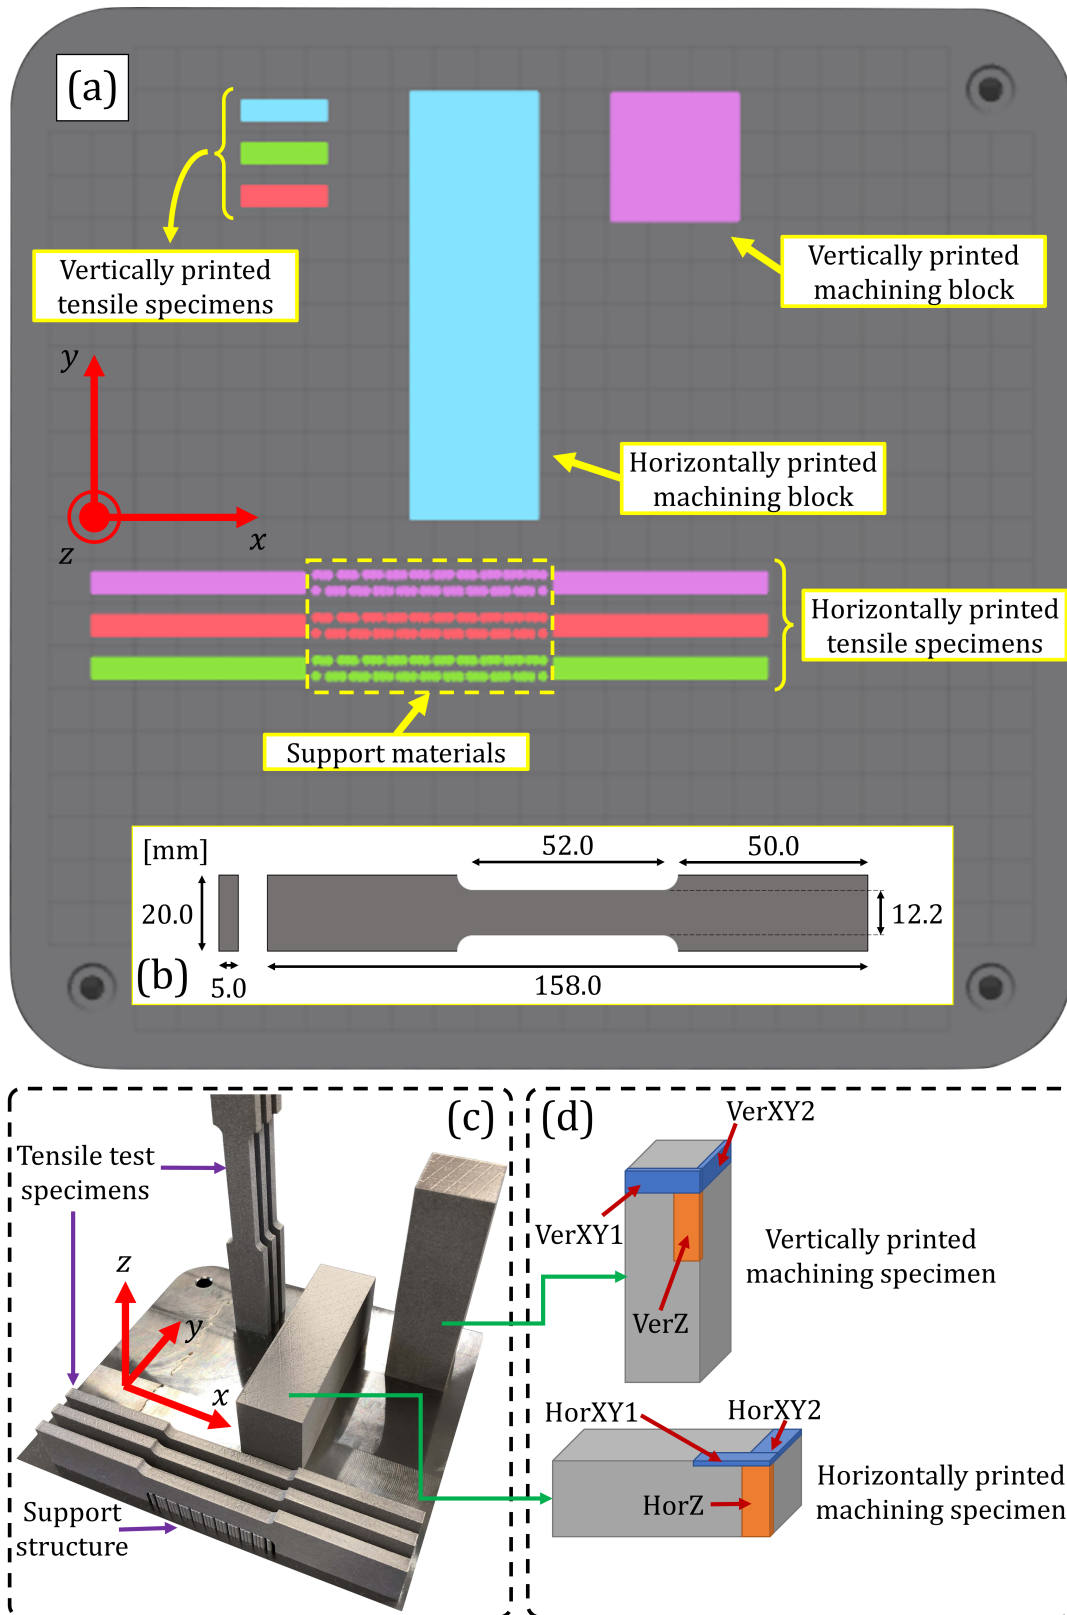 (a)
Vertically printed
tensile specimens
Vertically printed
machining block
y
Horizontally printed
machining block
z
x
Horizontally printed
tensile specimens
Support materials
[mm]
52.0
50.0
20.0
12.2
(b)
5.0
158.0
(c)
Tensile test
specimens
z
y
x
Support
structure
(d)
VerXY2
VerXY1
Vertically printed
machining specimen
VerZ
HorXY1
HorXY2
HorZ
Horizontally printed
machining specimen